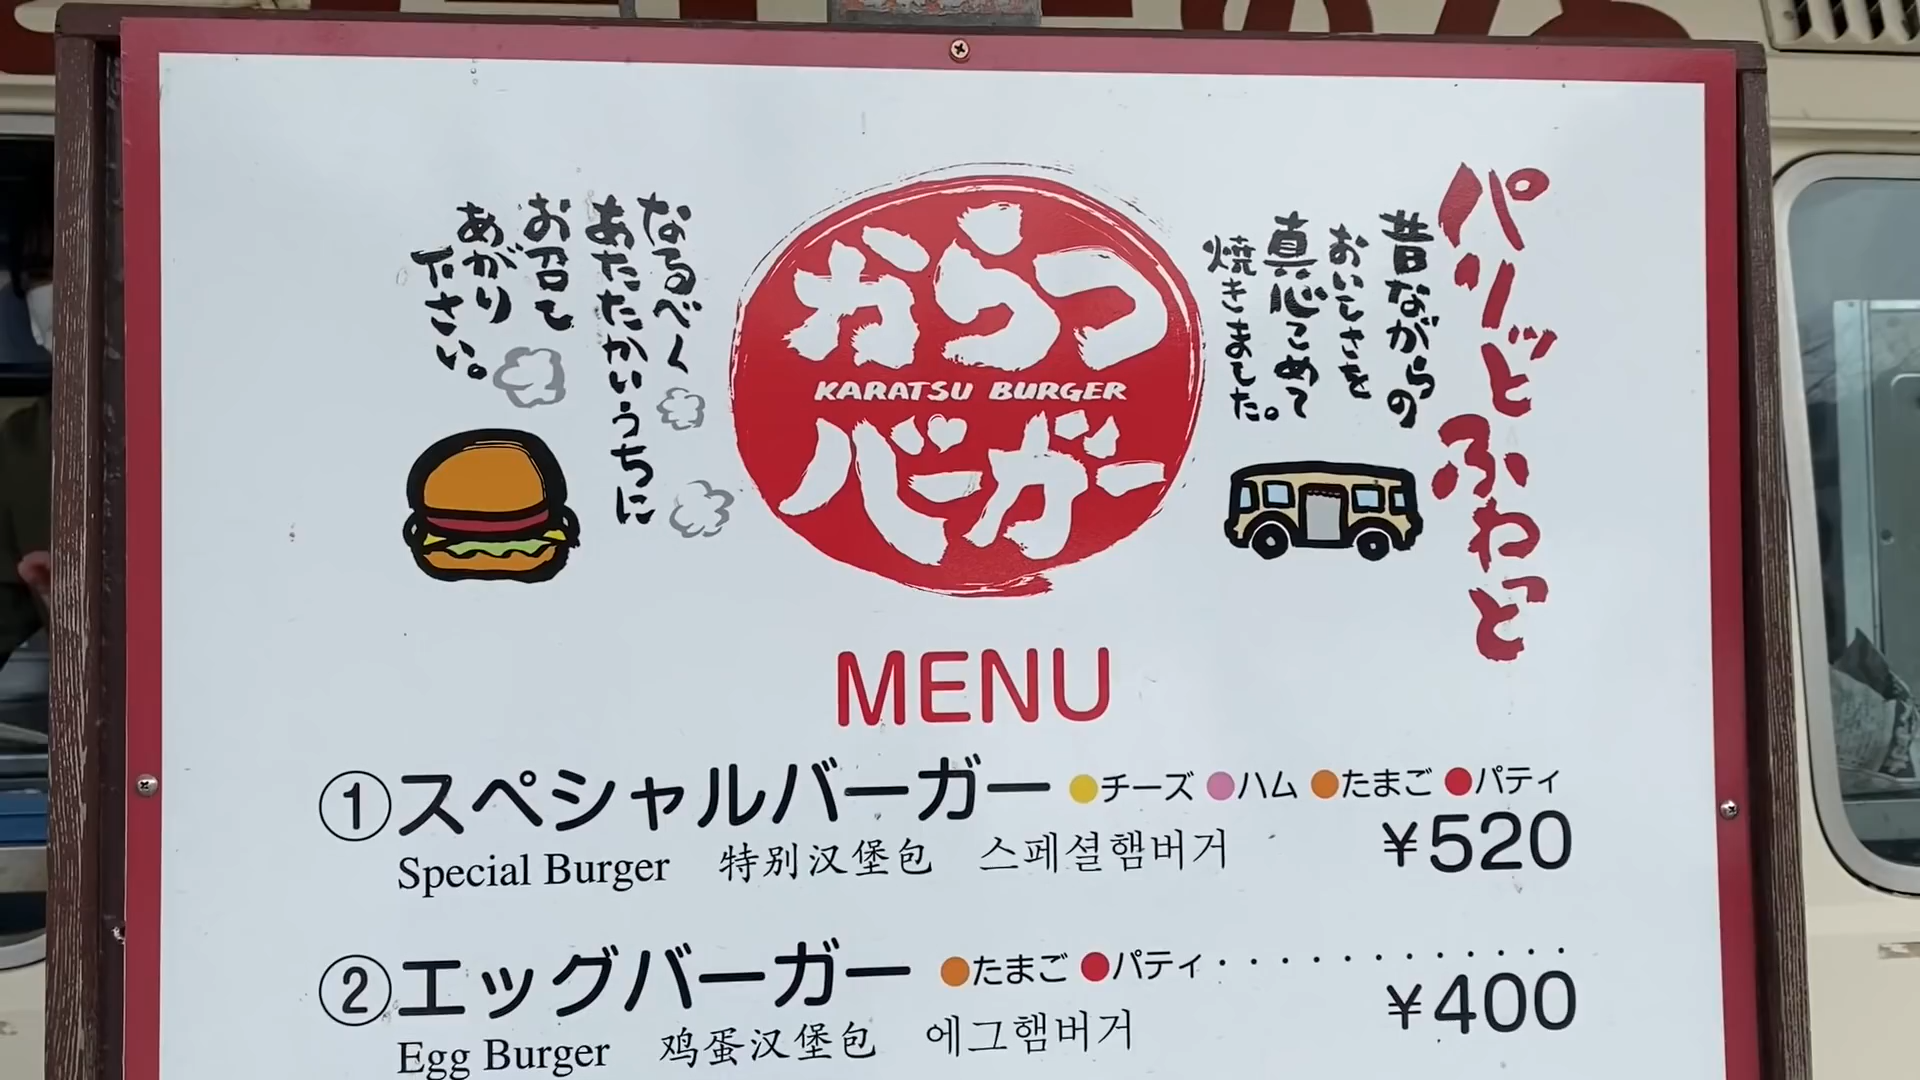 パリッと ふわっと
昔ながらの
おいしさを
真心こめて
焼きました。
からつ
KARATSU BURGER
バーガー
なるべく
あたたかいうちに
お召し
あがり
下さい。
MENU
①スペシャルバーガー ●チーズ ●ハム ●たまご ●パティ
¥520
Special Burger 特别汉堡包 스페셜햄버거
②エッグバーガー ●たまご ●パティ・・・・・・・・・・・・
¥400
Egg Burger 鸡蛋汉堡包 에그햄버거